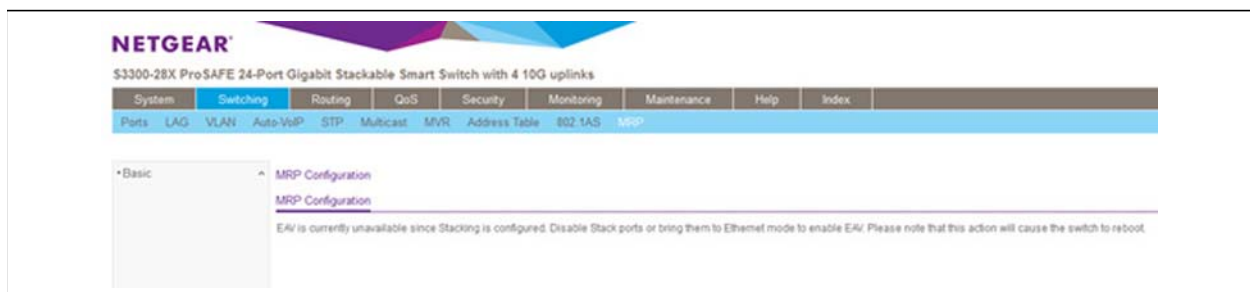 NETGEAR®
S3300-28X ProSAFE 24-Port Gigabit Stackable Smart Switch with 4 10G uplinks
System Switching Routing QoS Security Monitoring Maintenance Help Index
Ports LAG VLAN Auto-VoIP STP Multicast MVR Address Table 802.1AS MRP
•Basic
MRP Configuration
MRP Configuration
EAV is currently unavailable since Stacking is configured. Disable Stack ports or bring them to Ethernet mode to enable EAV. Please note that this action will cause the switch to reboot.